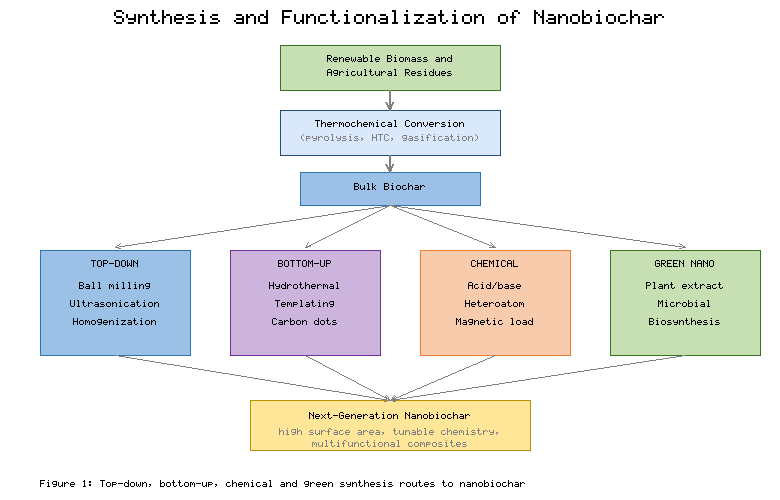 Synthesis and Functionalization of Nanobiochar
Renewable Biomass and
Agricultural Residues
Thermochemical Conversion
(pyrolysis, HTC, gasification)
Bulk Biochar
TOP-DOWN
Ball milling
Ultrasonication
Homogenization
BOTTOM-UP
Hydrothermal
Templating
Carbon dots
CHEMICAL
Acid/base
Heteroatom
Magnetic load
GREEN NANO
Plant extract
Microbial
Biosynthesis
Next-Generation Nanobiochar
high surface area, tunable chemistry,
multifunctional composites
Figure 1: Top-down, bottom-up, chemical and green synthesis routes to nanobiochar